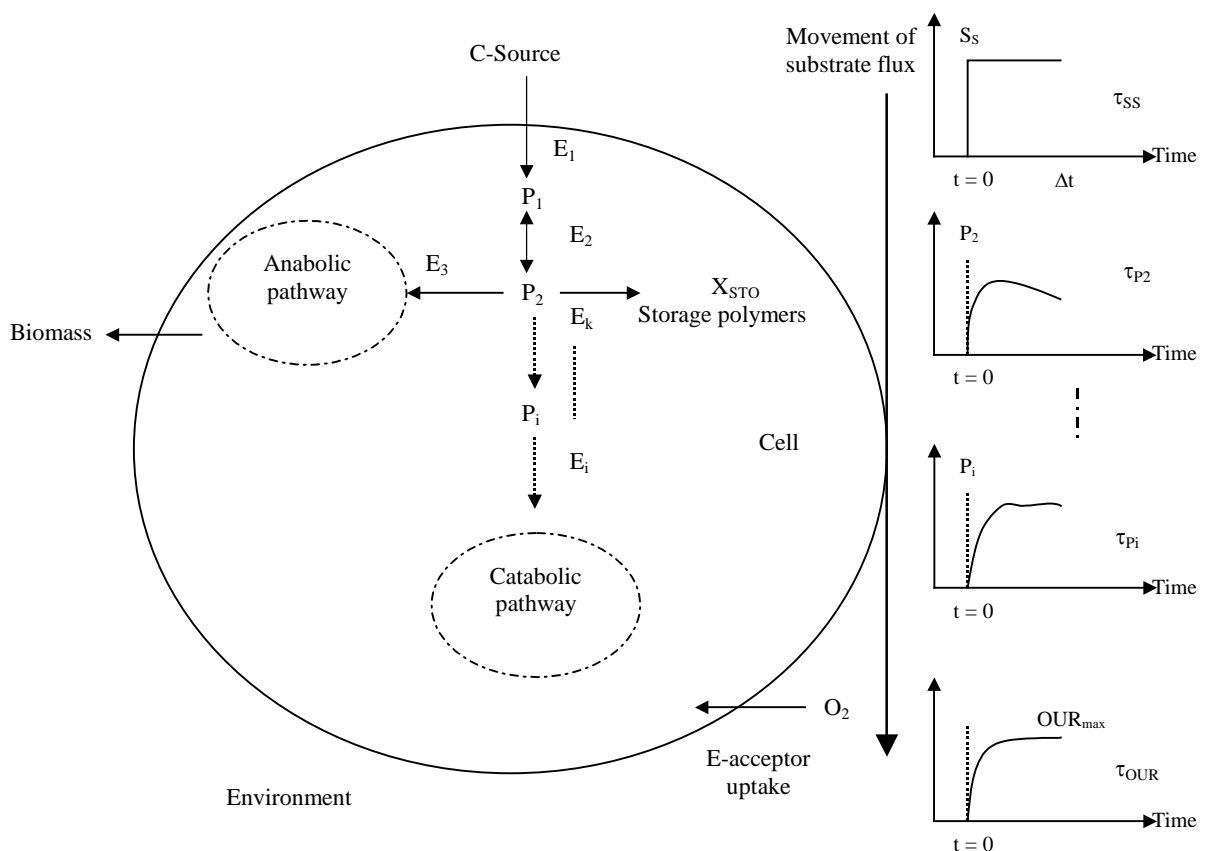 C-Source
E1
P1
E2
Anabolic
pathway
E3
P2
XSTO
Storage polymers
Ek
Biomass
Pi
Ei
Cell
Catabolic
pathway
O2
E-acceptor
uptake
Environment
Movement of
substrate flux
SS
τSS
Time
t = 0
Δt
P2
τP2
Time
t = 0
Pi
τPi
Time
t = 0
OURmax
τOUR
Time
t = 0